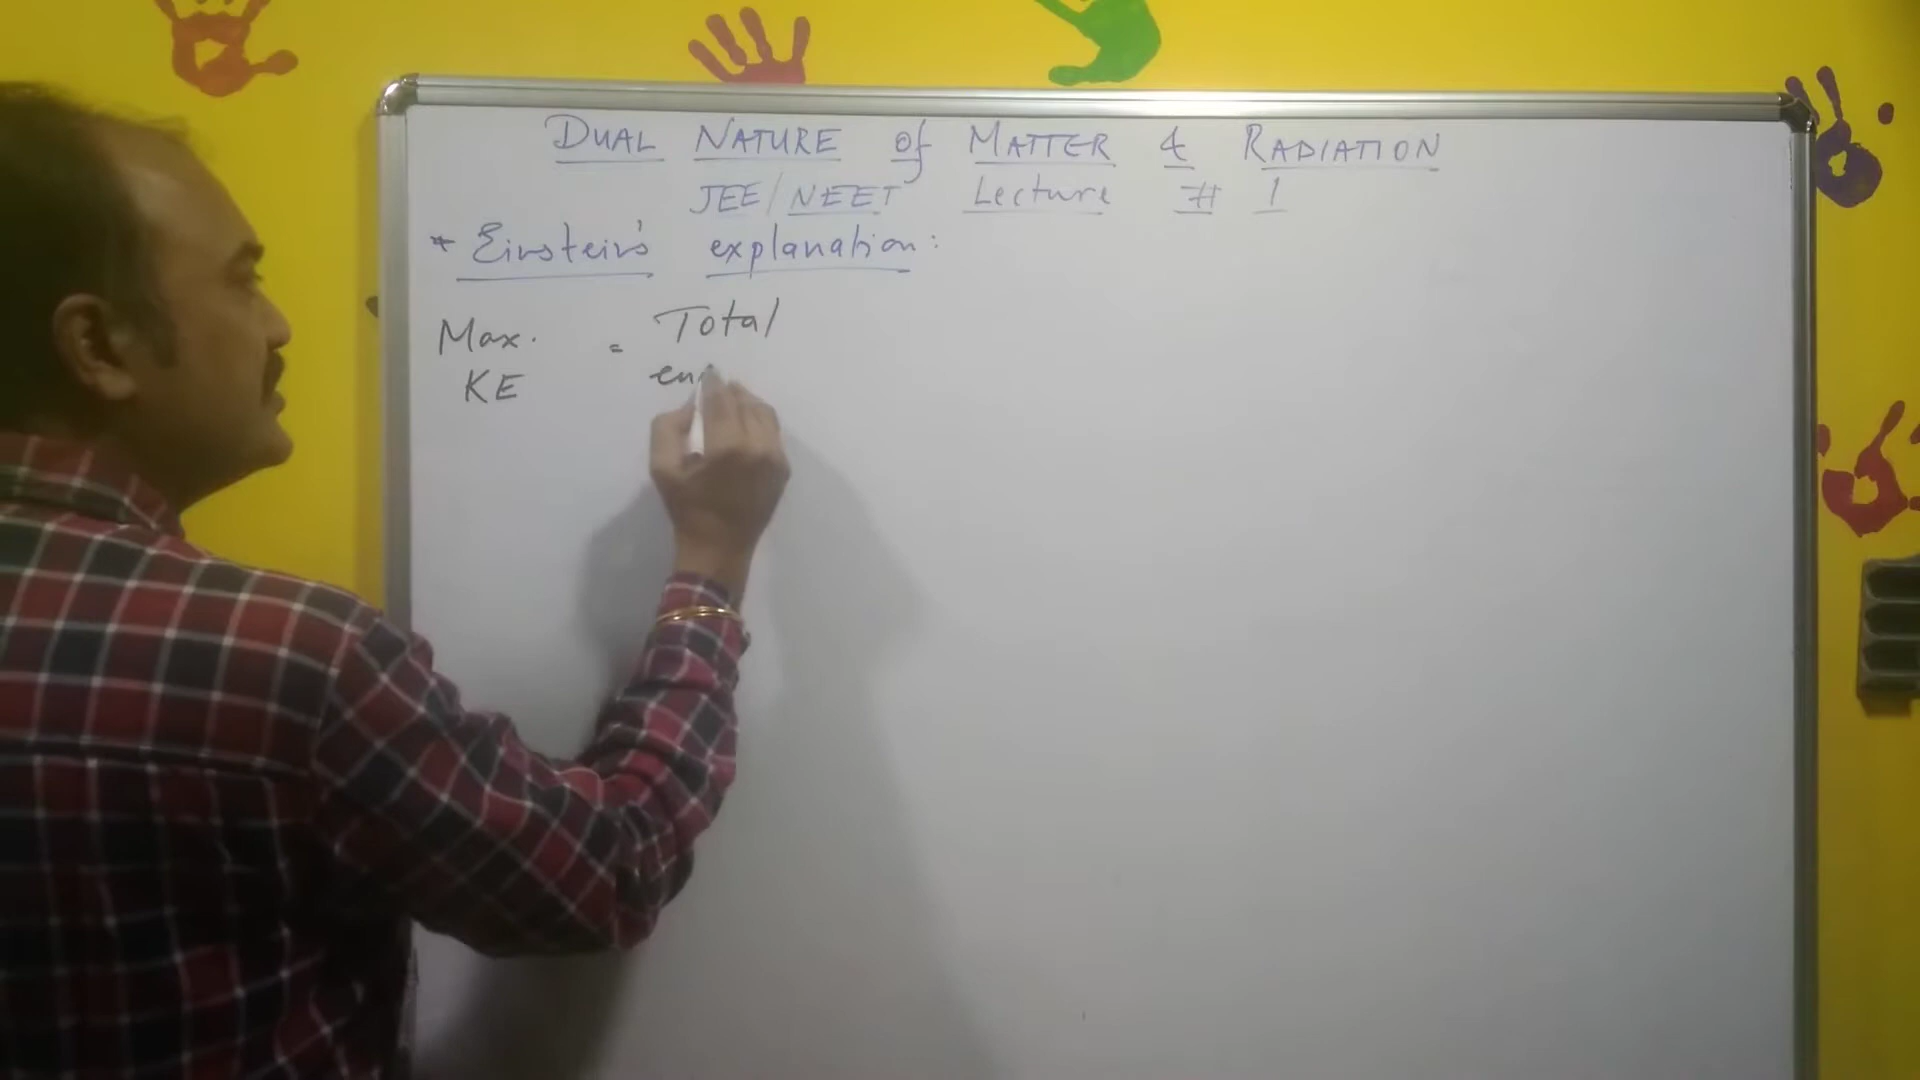 DUAL NATURE of MATTER & RADIATION
JEE/NEET Lecture # 1
* Einstein's explanation:
Max. = Total
KE en